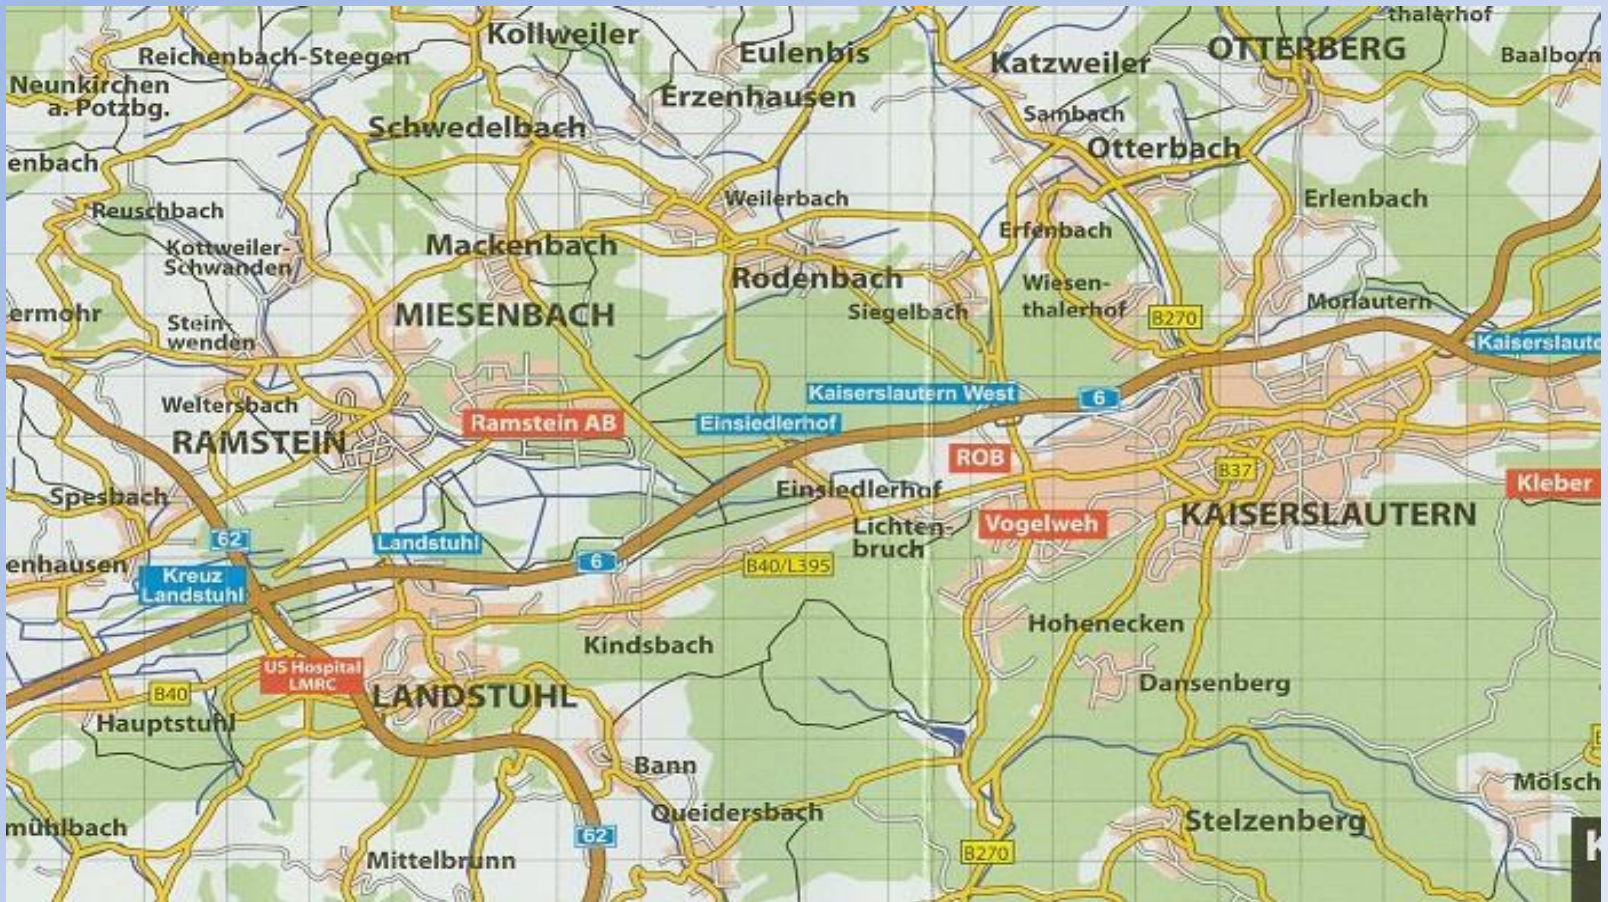 thalerhof
Kollweiler
OTTERBERG
Reichenbach-Steegen
Eulenbis
Katzweiler
Baalborn
Neunkirchen
a. Potzbg.
Erzenhausen
Sambach
Schwedelbach
Otterbach
enbach
Weilerbach
Erlenbach
Reuschbach
Erfenbach
Kottweiler-
Schwanden
Mackenbach
Rodenbach
Wiesen-
thalerhof
Morlautern
ermohr
MIESENBACH
Siegelbach
B270
Stein-
wenden
Kaiserslaute
Kaiserslautern West
6
Weltersbach
Ramstein AB
Einsiedlerhof
RAMSTEIN
ROB
B37
Kleber
Spesbach
Einsiedlerhof
KAISERSLAUTERN
Vogelweh
Lichten-
bruch
62
Landstuhl
6
enhausen
B40/L395
Kreuz
Landstuhl
Hohenecken
Kindsbach
US Hospital
LMRC
Dansenberg
B40
LANDSTUHL
Hauptstuhl
Bann
Mölsch
Queidersbach
Stelzenberg
mühlbach
62
K
B270
Mittelbrunn